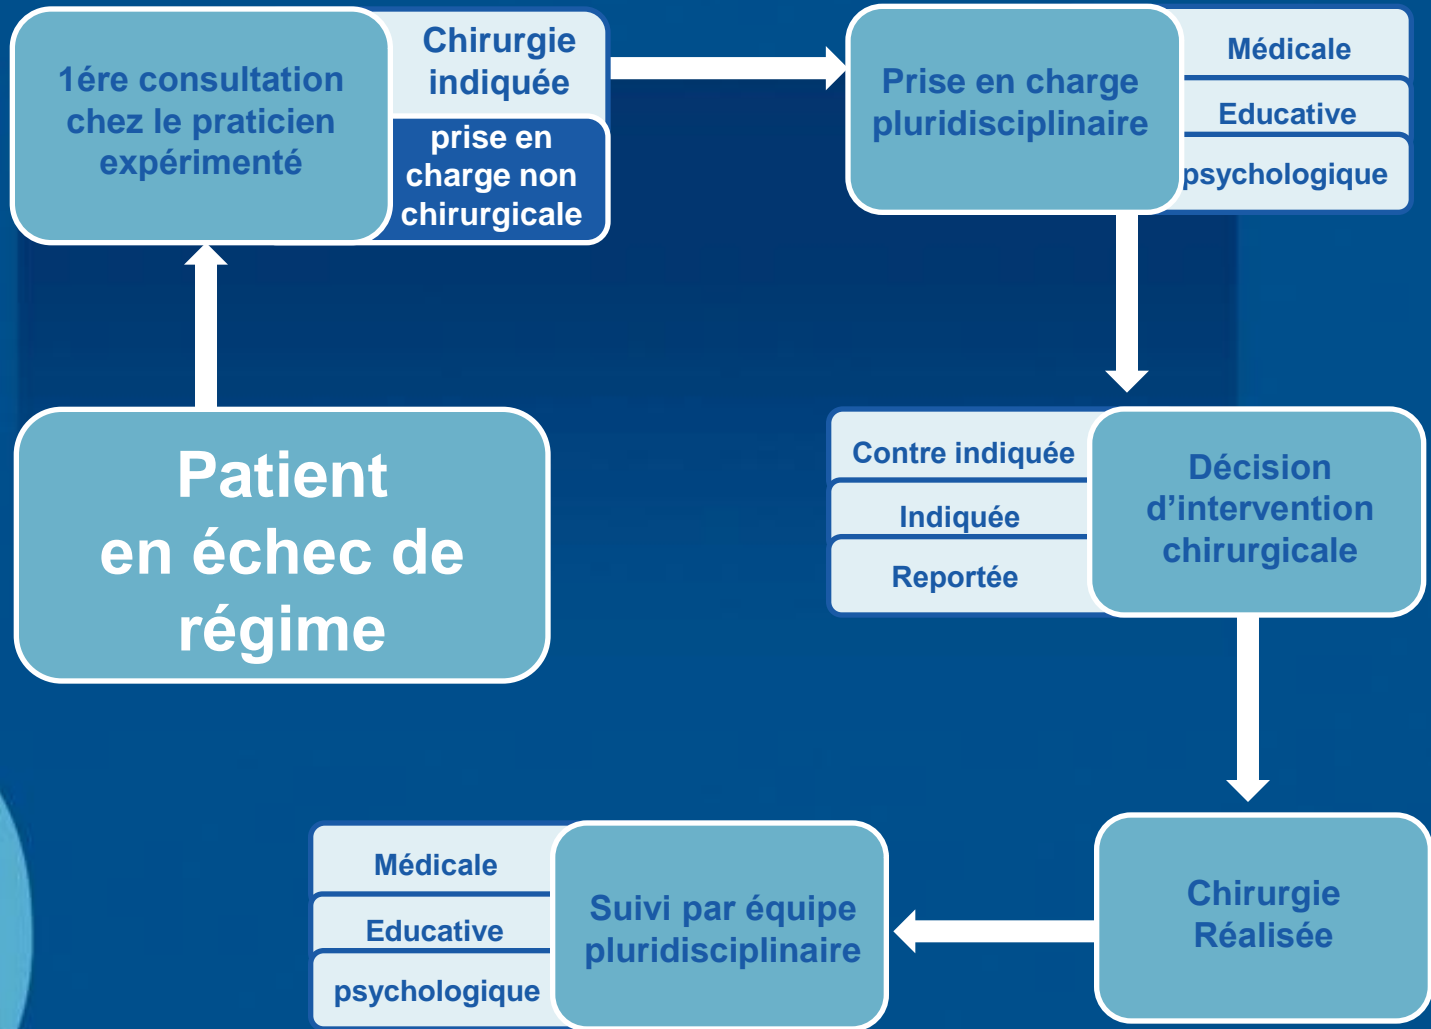 1ére consultation
chez le praticien
expérimenté
Chirurgie
indiquée
prise en
charge non
chirurgicale
Prise en charge
pluridisciplinaire
Médicale
Educative
psychologique
Patient
en échec de
régime
Contre indiquée
Indiquée
Reportée
Décision
d’intervention
chirurgicale
Médicale
Educative
psychologique
Suivi par équipe
pluridisciplinaire
Chirurgie
Réalisée